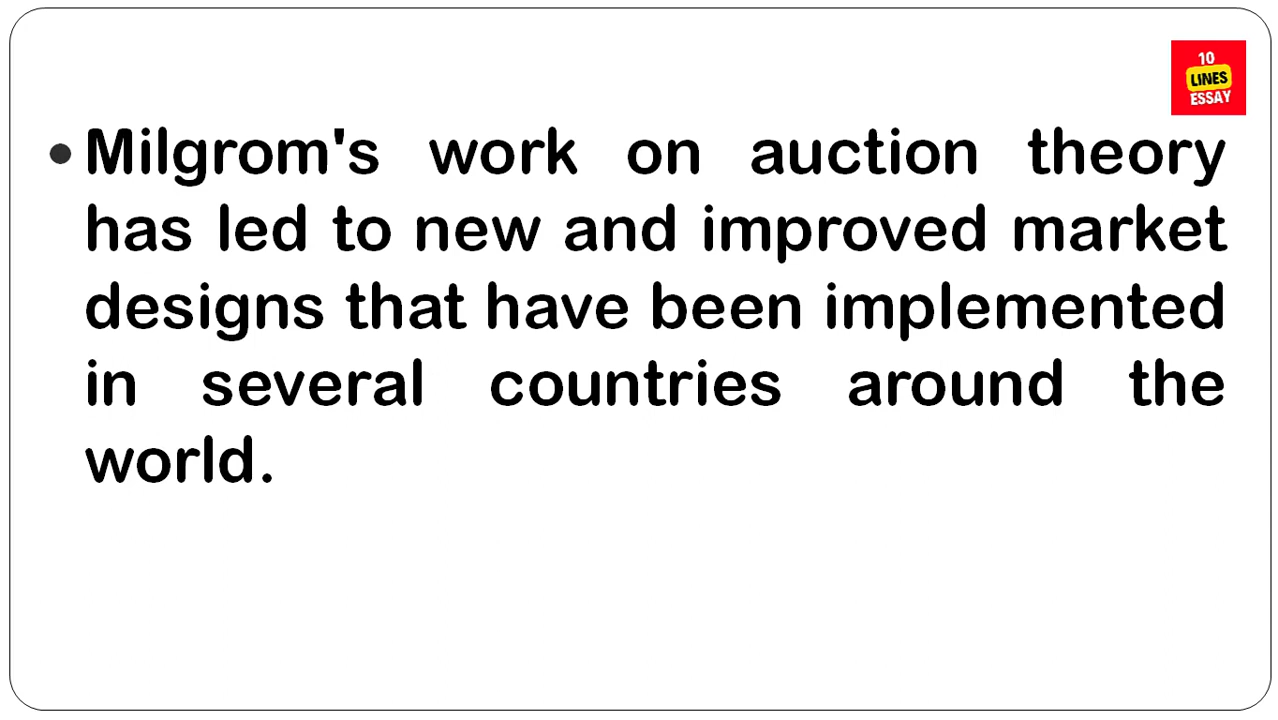 10
LINES
ESSAY
• Milgrom's work on auction theory
has led to new and improved market
designs that have been implemented
in several countries around the
world.